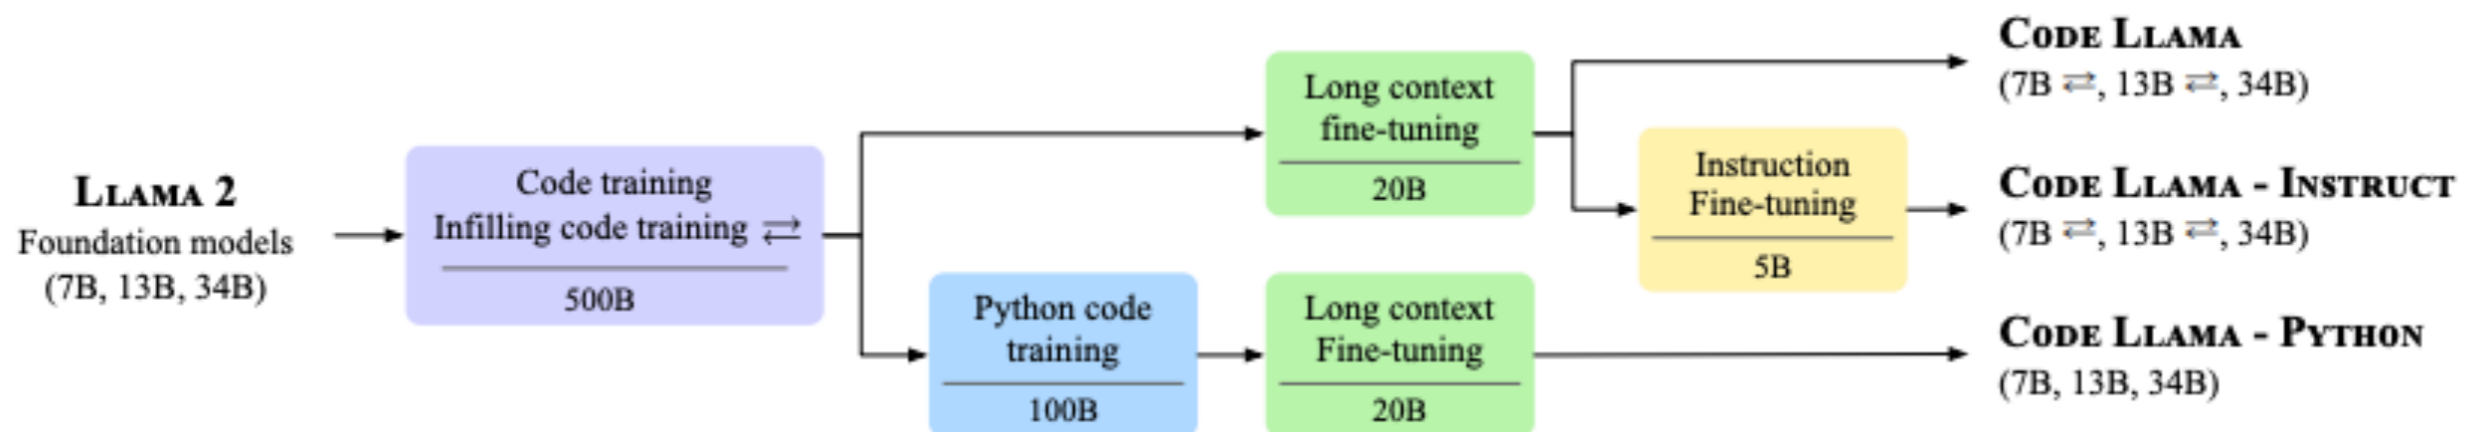 LLAMA 2
Foundation models
(7B, 13B, 34B)
Code training
Infilling code training ⇄
500B
Python code
training
100B
Long context
fine-tuning
20B
Long context
Fine-tuning
20B
Instruction
Fine-tuning
5B
CODE LLAMA
(7B ⇄, 13B ⇄, 34B)
CODE LLAMA - INSTRUCT
(7B ⇄, 13B ⇄, 34B)
CODE LLAMA - PYTHON
(7B, 13B, 34B)